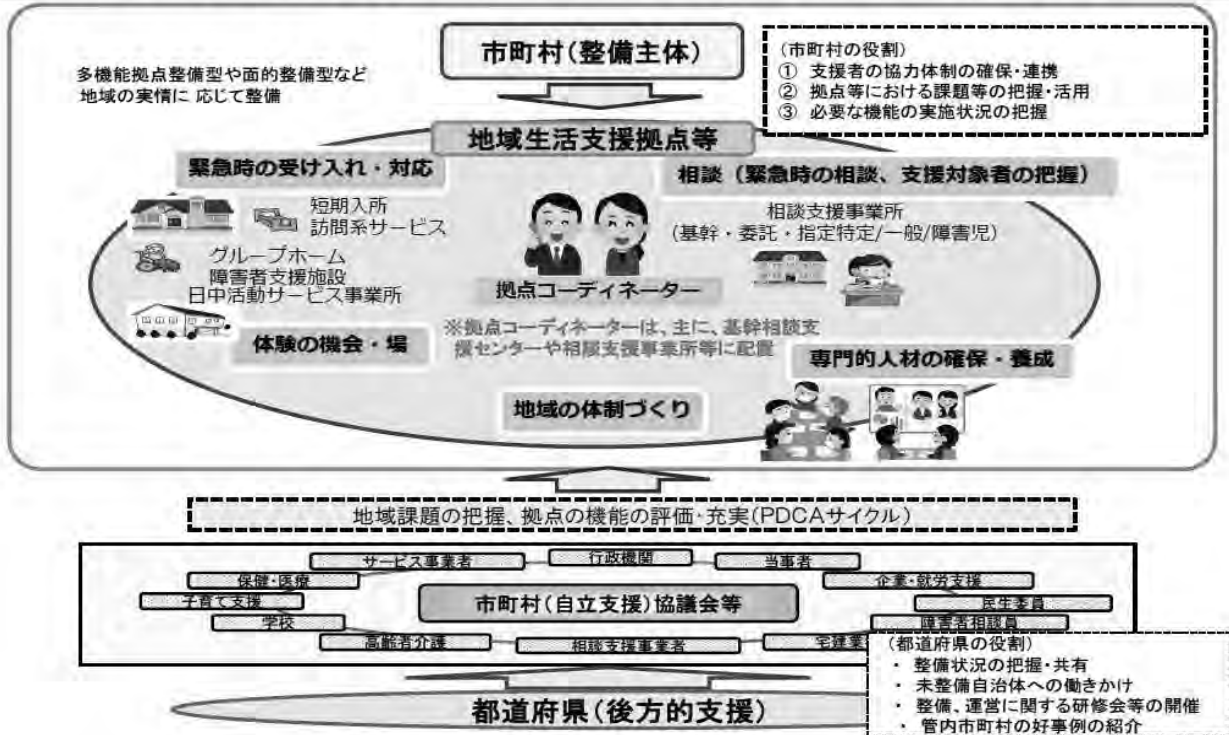 市町村(整備主体)
(市町村の役割)
① 支援者の協力体制の確保・連携
② 拠点等における課題等の把握・活用
③ 必要な機能の実施状況の把握
多機能拠点整備型や面的整備型など
地域の実情に 応じて整備
地域生活支援拠点等
緊急時の受け入れ・対応
短期入所
訪問系サービス
グループホーム
障害者支援施設
日中活動サービス事業所
体験の機会・場
相談（緊急時の相談、支援対象者の把握）
相談支援事業所
(基幹・委託・指定特定/一般/障害児)
拠点コーディネーター
※拠点コーディネーターは、主に、基幹相談支
援センターや相談支援事業所等に配置
専門的人材の確保・養成
地域の体制づくり
地域課題の把握、拠点の機能の評価・充実(PDCAサイクル)
サービス事業者
行政機関
当事者
保健・医療
企業・就労支援
子育て支援
民生委員
市町村(自立支援)協議会等
学校
障害者相談員
高齢者介護
相談支援事業者
宅建業
(都道府県の役割)
・ 整備状況の把握・共有
・ 未整備自治体への働きかけ
・ 整備、運営に関する研修会等の開催
・ 管内市町村の好事例の紹介
都道府県(後方的支援)